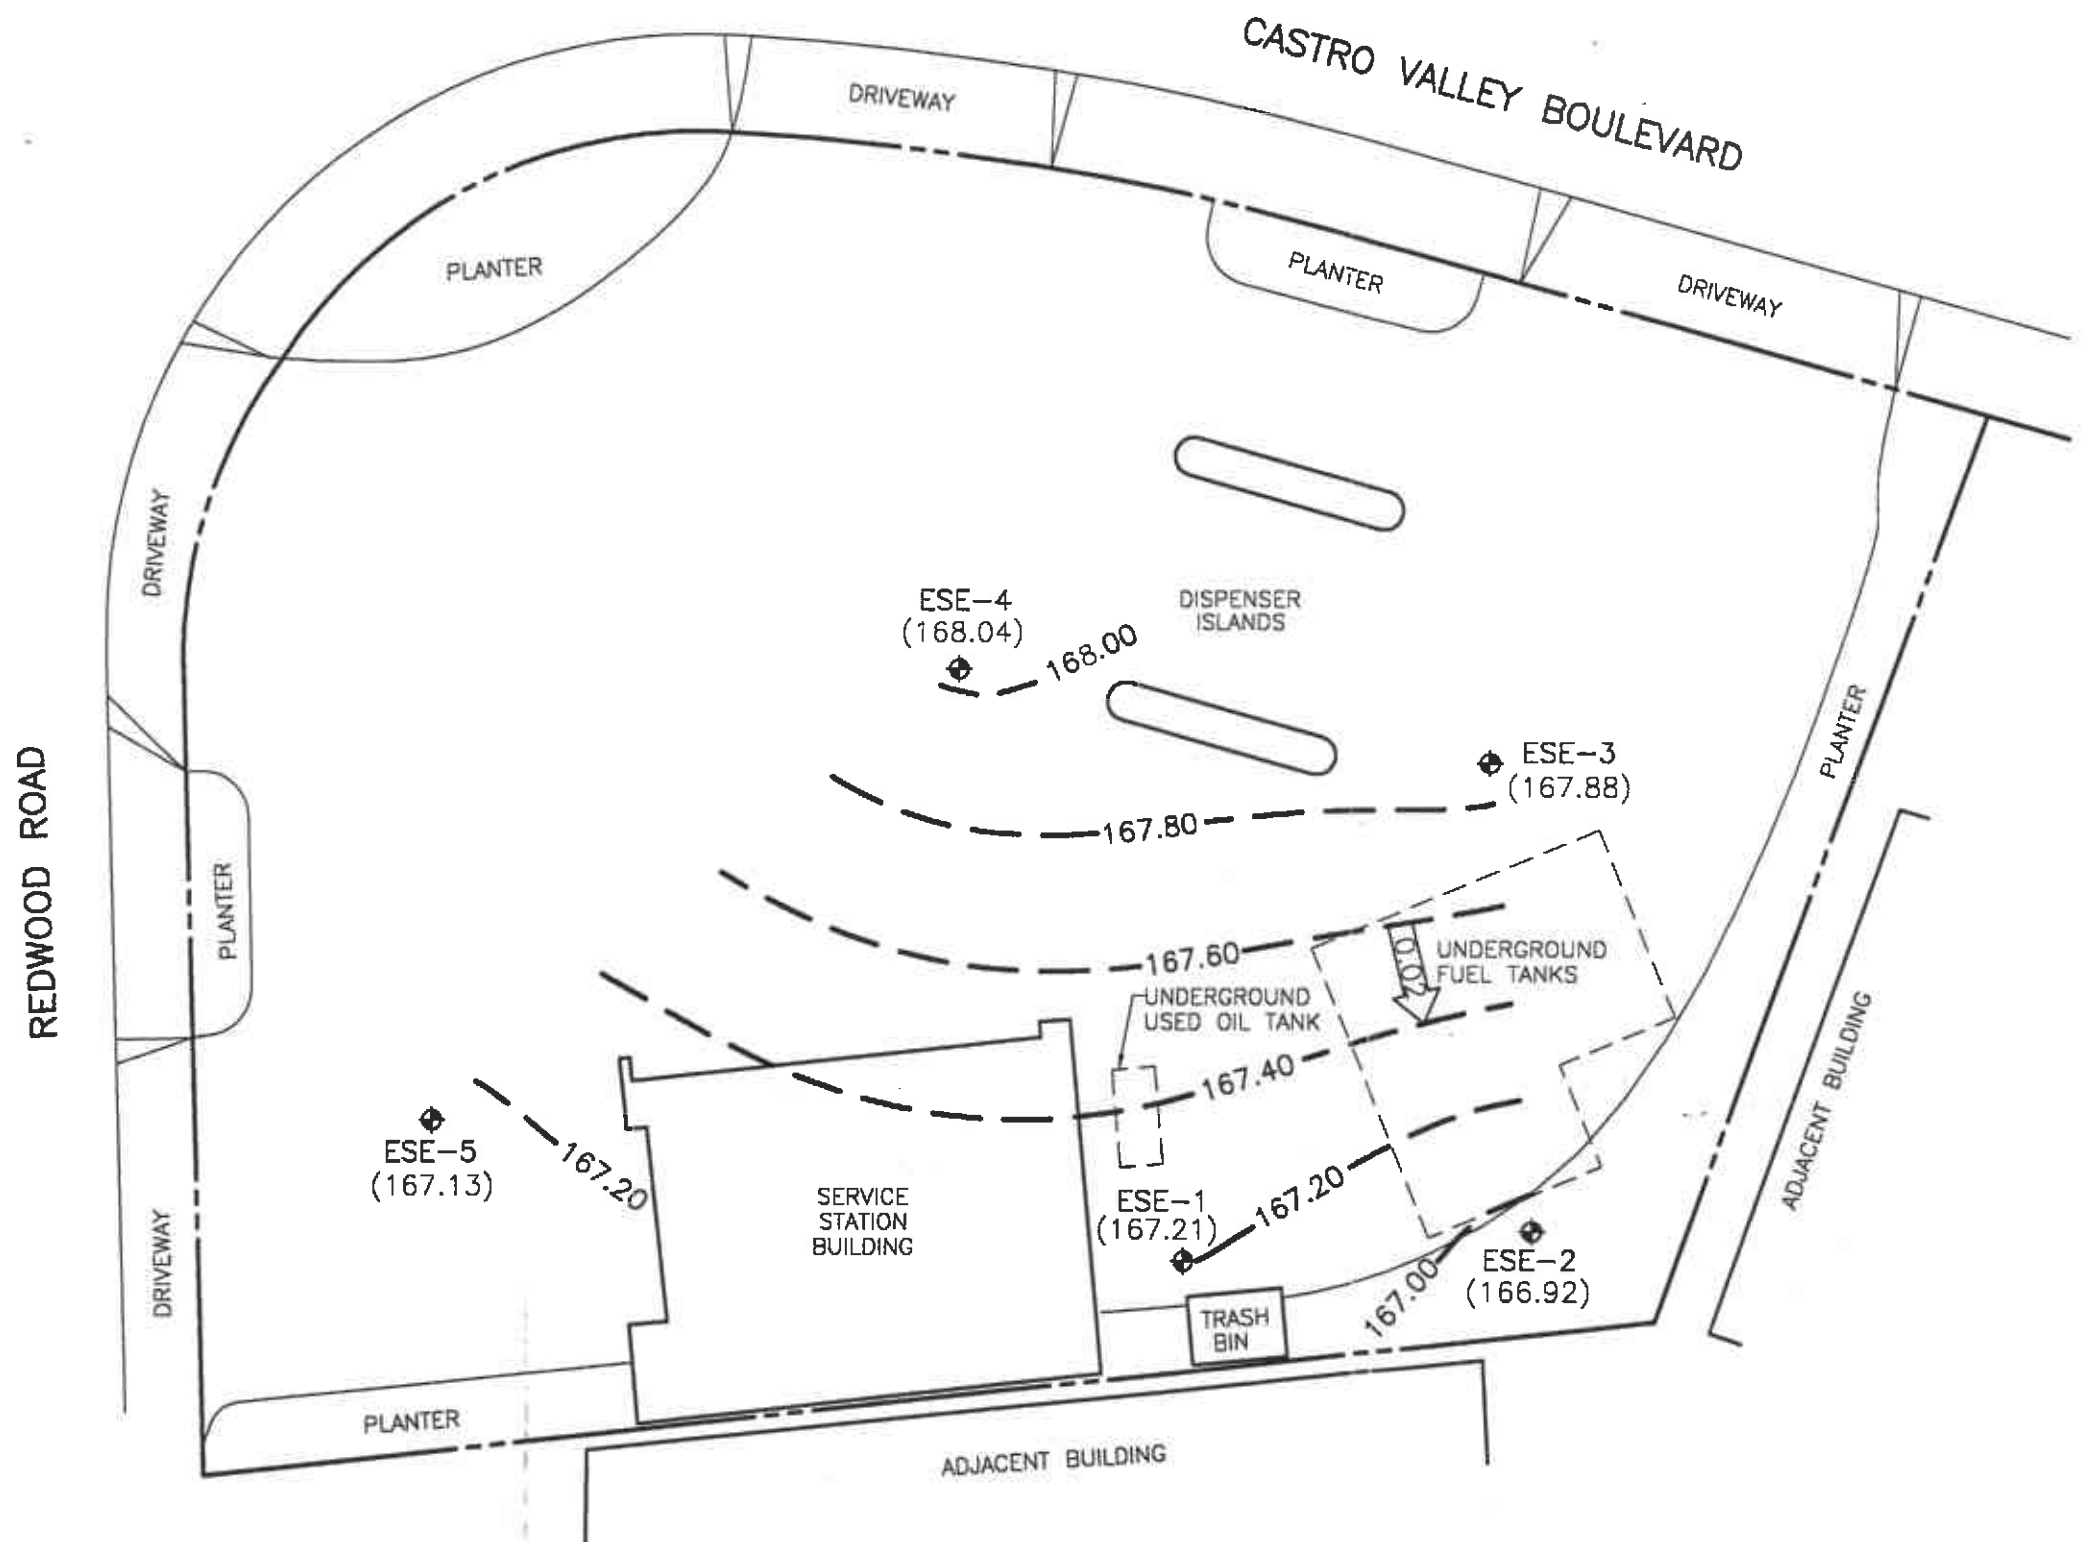 CASTRO VALLEY BOULEVARD
DRIVEWAY
PLANTER
PLANTER
DRIVEWAY
DRIVEWAY
ESE-4
(168.04)
168.00
DISPENSER
ISLANDS
REDWOOD ROAD
PLANTER
PLANTER
ESE-3
(167.88)
167.80
167.60
0.02
UNDERGROUND
FUEL TANKS
UNDERGROUND
USED OIL TANK
167.40
ADJACENT BUILDING
ESE-5
(167.13)
167.20
SERVICE
STATION
BUILDING
ESE-1
(167.21)
167.20
DRIVEWAY
ESE-2
(166.92)
167.00
TRASH
BIN
PLANTER
ADJACENT BUILDING